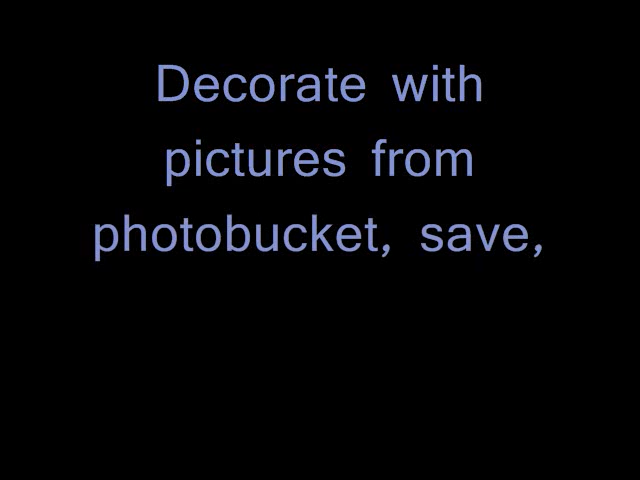 Decorate with
pictures from
photobucket, save,